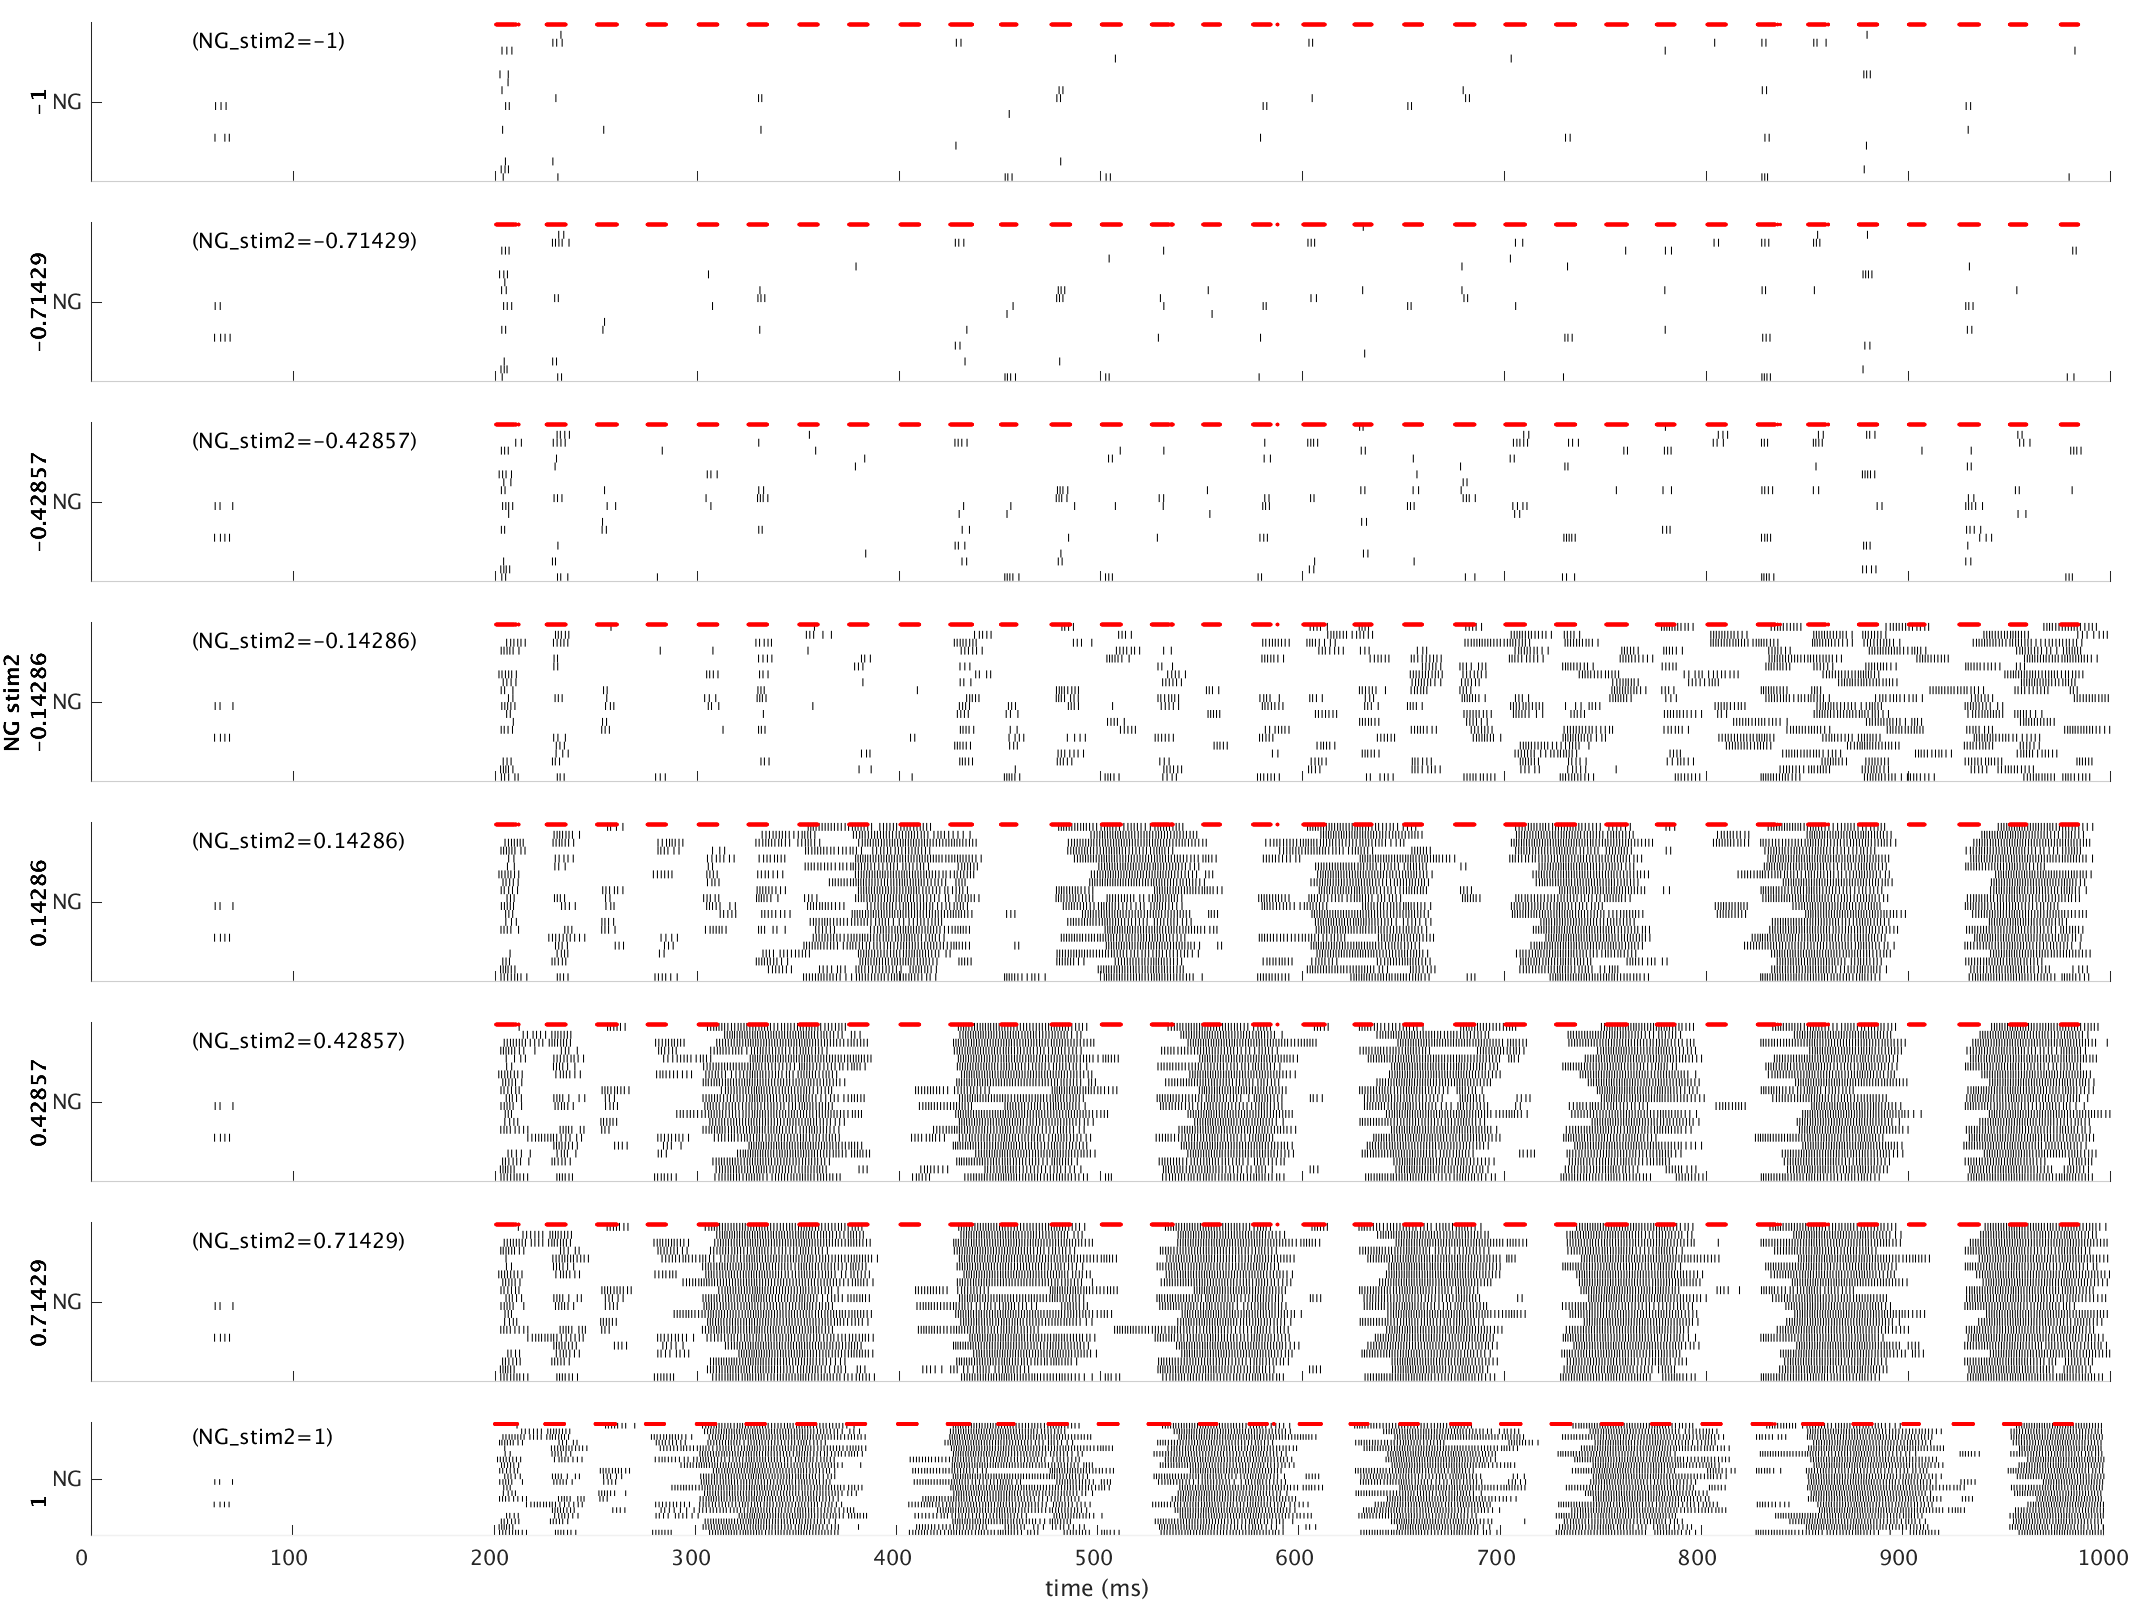 (NG_stim2=-1)
-1
NG
(NG_stim2=-0.71429)
-0.71429
NG
(NG_stim2=-0.42857)
-0.42857
NG
NG stim2
(NG_stim2=-0.14286)
-0.14286
NG
(NG_stim2=0.14286)
0.14286
NG
(NG_stim2=0.42857)
0.42857
NG
(NG_stim2=0.71429)
0.71429
NG
(NG_stim2=1)
1
NG
0 100 200 300 400 500 600 700 800 900 1000
time (ms)